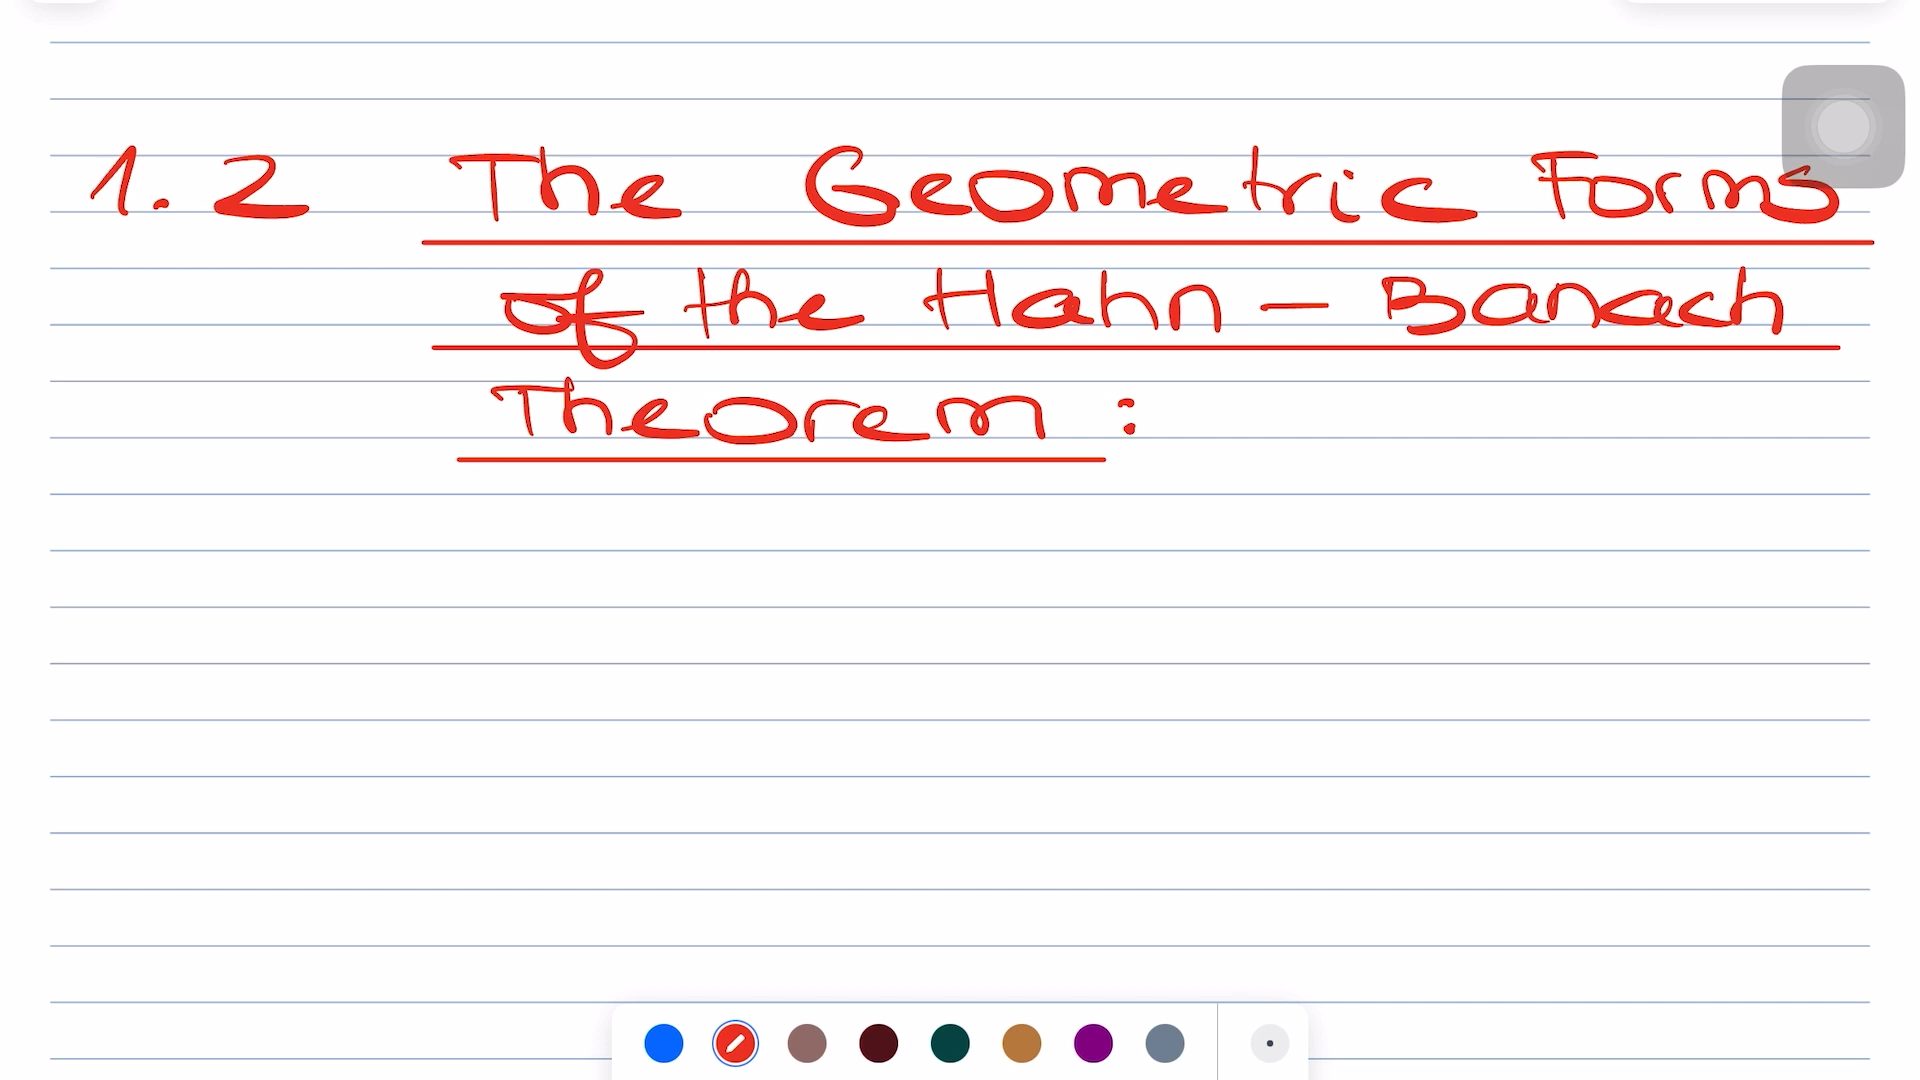 1.2 The Geometric Forms
of the Hahn - Banach
Theorem :